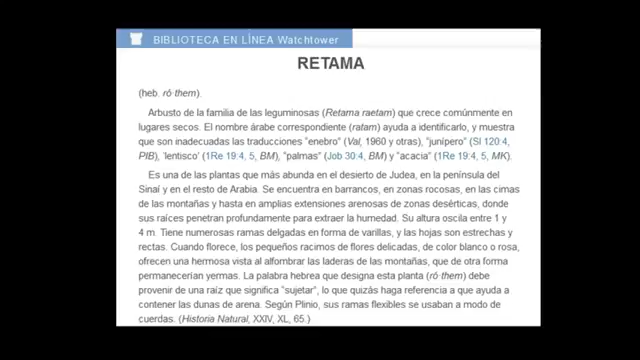 BIBLIOTECA EN LÍNEA Watchtower
RETAMA
(heb. ró·them).
Arbusto de la familia de las leguminosas (Retama raetam) que crece comúnmente en
lugares secos. El nombre árabe correspondiente (ratam) ayuda a identificarlo, y muestra
que son inadecuadas las traducciones “enebro” (Val, 1960 y otras), “junípero” (Sl 120:4,
PIB), ‘lentisco’ (1Re 19:4, 5, BM), “palmas” (Job 30:4, BM) y “acacia” (1Re 19:4, 5, MK).
Es una de las plantas que más abunda en el desierto de Judea, en la península del
Sinaí y en el resto de Arabia. Se encuentra en barrancos, en zonas rocosas, en las cimas
de las montañas y hasta en amplias extensiones arenosas de zonas desérticas, donde
sus raíces penetran profundamente para extraer la humedad. Su altura oscila entre 1 y
4 m. Tiene numerosas ramas delgadas en forma de varillas, y las hojas son estrechas y
rectas. Cuando florece, los pequeños racimos de flores delicadas, de color blanco o rosa,
ofrecen una hermosa vista al alfombrar las laderas de las montañas, que de otra forma
permanecerían yermas. La palabra hebrea que designa esta planta (ró·them) debe
provenir de una raíz que significa “sujetar”, lo que quizás haga referencia a que ayuda a
contener las dunas de arena. Según Plinio, sus ramas flexibles se usaban a modo de
cuerdas. (Historia Natural, XXIV, XL, 65.)